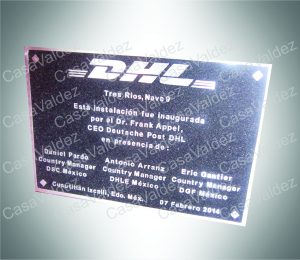 DHL
Tres Ríos, Nave 9
Esta instalación fue inaugurada
por el Dr. Frank Appel,
CEO Deutsche Post DHL
en presencia de:
Daniel Pardo
Country Manager
DSC México
Antonio Arranz
Country Manager
DHLE México
Eric Gautier
Country Manager
DGF México
Cuautitlán Izcalli, Edo. Méx.
07 Febrero 2014
CasaValdez